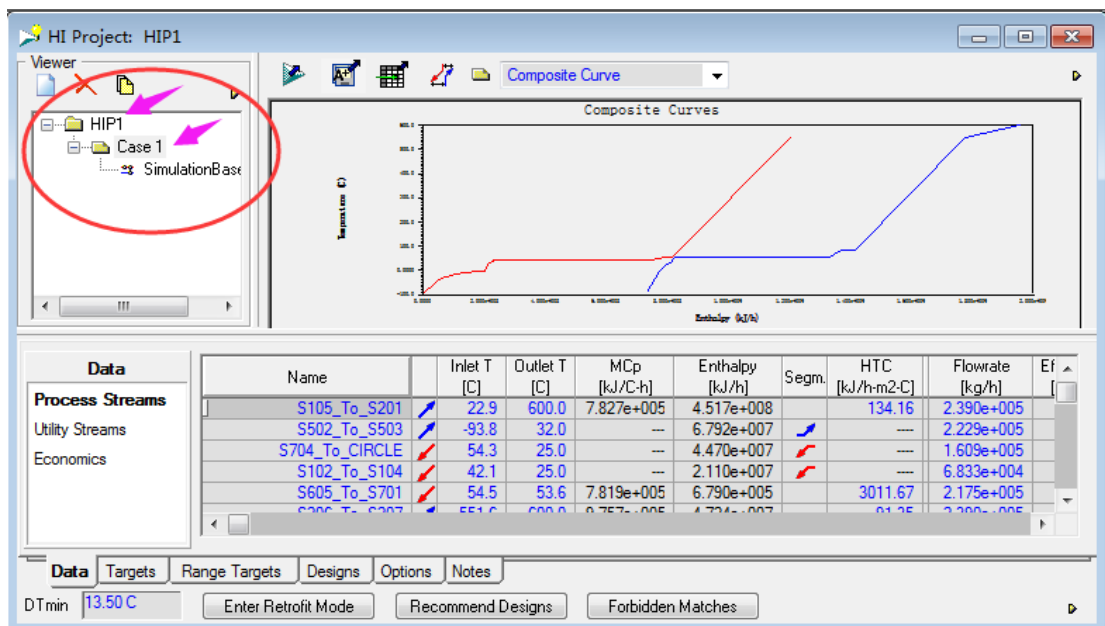 HI Project: HIP1
Viewer
Composite Curve
HIP1
Case 1
SimulationBase
Composite Curves
Temperature (C)
Enthalpy (kJ/h)
Data
Process Streams
Utility Streams
Economics
Name Inlet T [C] Outlet T [C] MCp [kJ/C-h] Enthalpy [kJ/h] Segm. HTC [kJ/h-m2-C] Flowrate [kg/h] Ef
S105_To_S201 22.9 600.0 7.827e+005 4.517e+008 134.16 2.390e+005
S502_To_S503 -93.8 32.0 --- 6.792e+007 ---- 2.229e+005
S704_To_CIRCLE 54.3 25.0 --- 4.470e+007 ---- 1.609e+005
S102_To_S104 42.1 25.0 --- 2.110e+007 ---- 6.833e+004
S605_To_S701 54.5 53.6 7.819e+005 6.790e+005 3011.67 2.175e+005
Data Targets Range Targets Designs Options Notes
DTmin 13.50 C Enter Retrofit Mode Recommend Designs Forbidden Matches